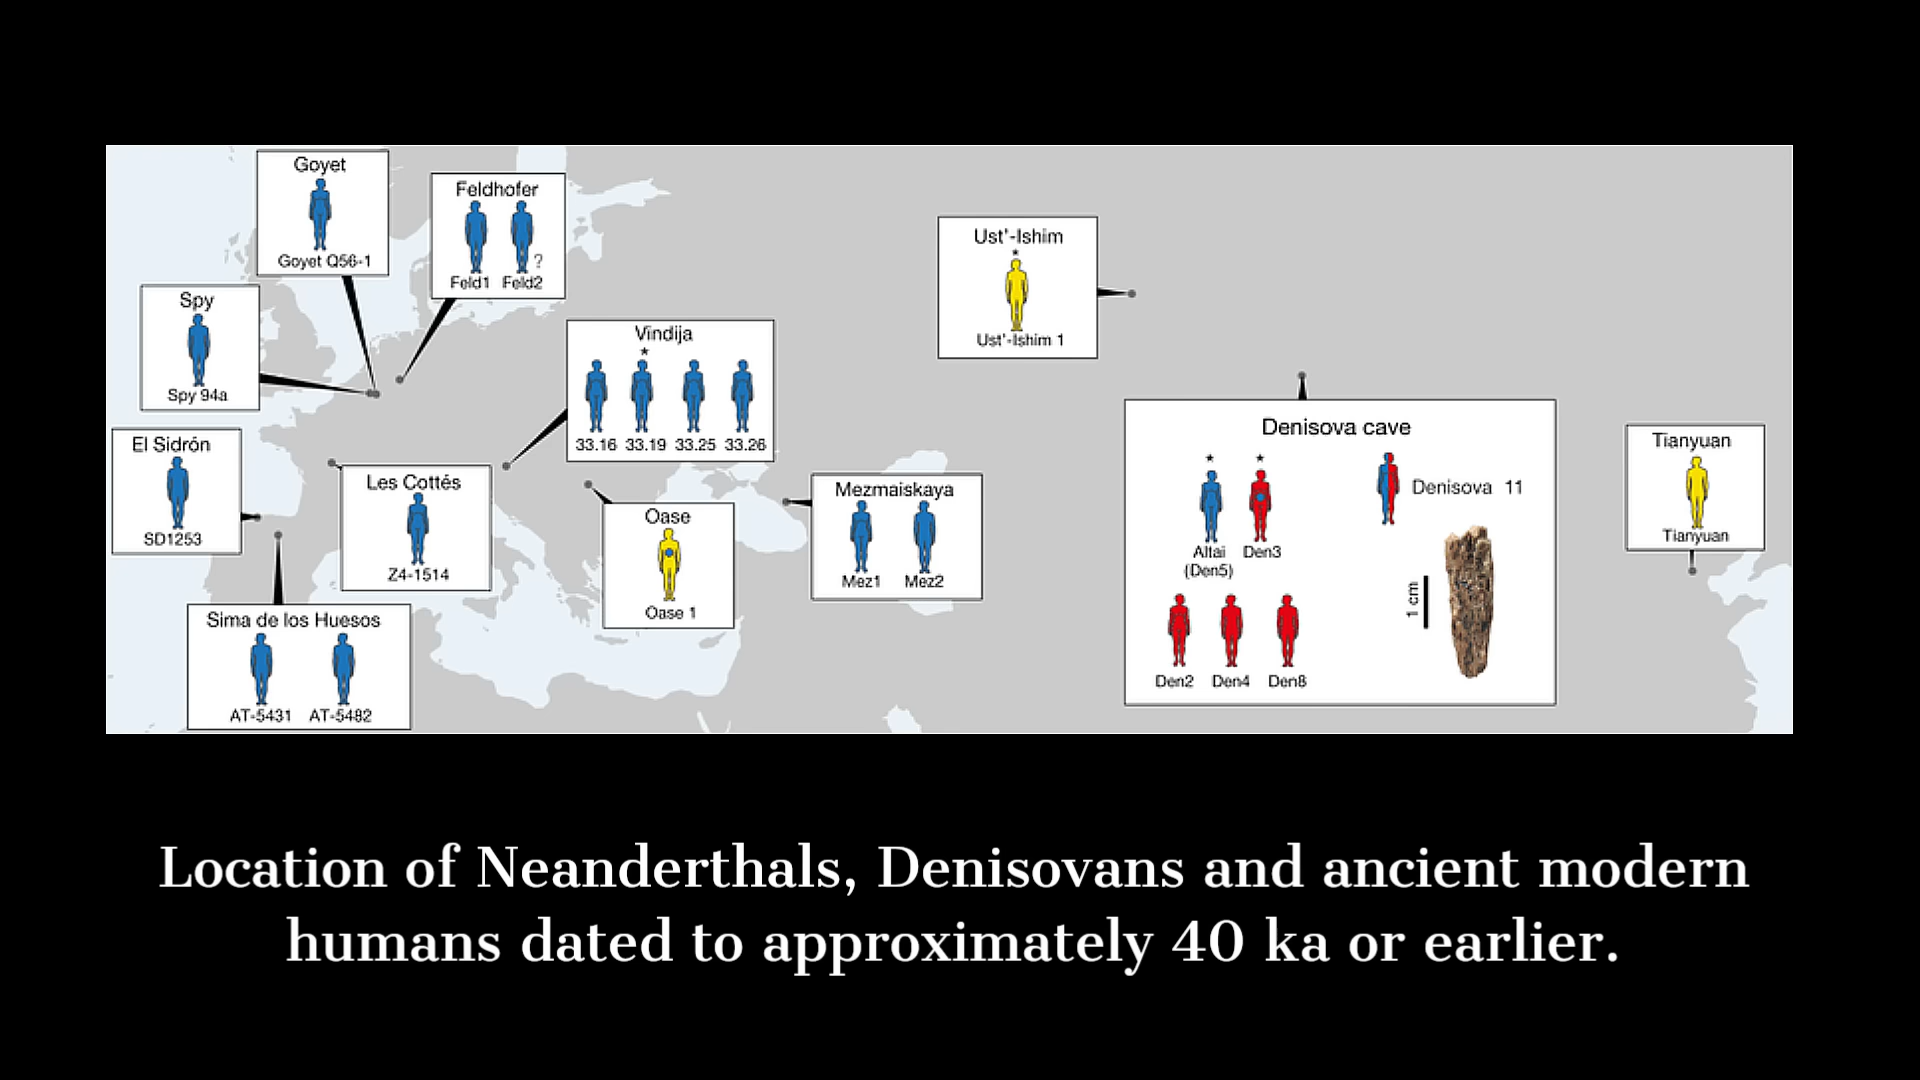 Goyet
Goyet Q56-1
Feldhofer
?
Feld1 Feld2
Spy
Spy 94a
Vindija
*
33.16 33.19 33.25 33.26
Ust'-Ishim
*
Ust'-Ishim 1
El Sidrón
SD1253
Les Cottés
Z4-1514
Oase
Oase 1
Mezmaiskaya
Mez1 Mez2
Sima de los Huesos
AT-5431 AT-5482
Denisova cave
* *
Altai Den3
(Den5)
Denisova 11
1 cm
Den2 Den4 Den8
Tianyuan
Tianyuan
Location of Neanderthals, Denisovans and ancient modern
humans dated to approximately 40 ka or earlier.